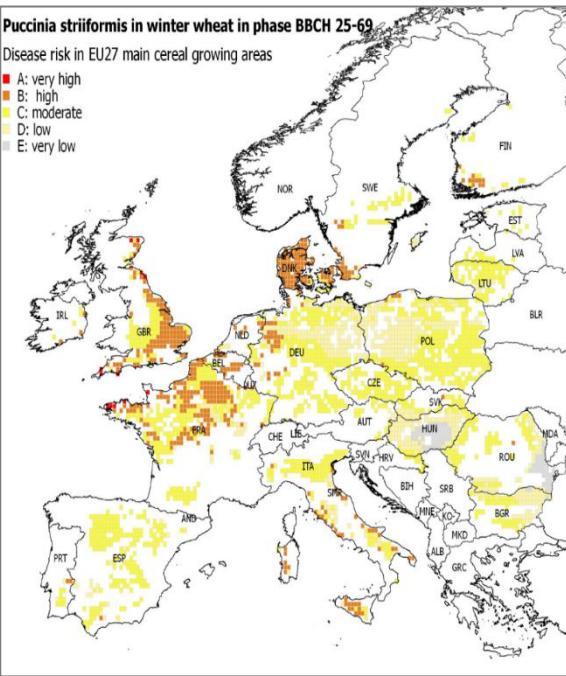 Puccinia striiformis in winter wheat in phase BBCH 25-69
Disease risk in EU27 main cereal growing areas
A: very high
B: high
C: moderate
D: low
E: very low
FIN
NOR
SWE
EST
LVA
DNK
LTU
IRL
BLR
GBR
NLD
POL
DEU
BEL
LUX
CZE
SVK
FRA
AUT
HUN
MDA
CHE
LIE
SVN
HRV
ROU
ITA
BIH
SRB
SMR
AND
MNE
KO-
BGR
MKD
PRT
ESP
ALB
GRC